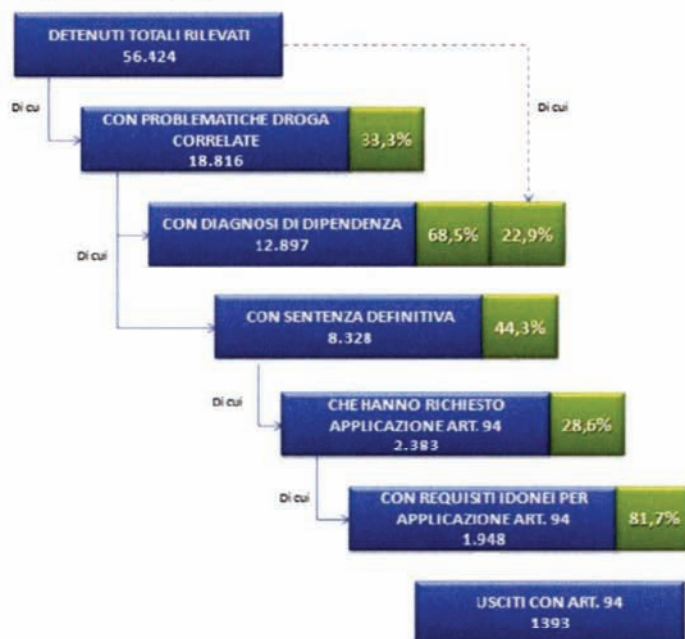 DETENUTI TOTALI RILEVATI
56.424
Di cu
Di cui
CON PROBLEMATICHE DROGA
CORRELATE
18.816
33,3%
CON DIAGNOSI DI DIPENDENZA
12.897
68,5%
22,9%
Di cui
CON SENTENZA DEFINITIVA
8.328
44,3%
Di cui
CHE HANNO RICHIESTO
APPLICAZIONE ART. 94
2.383
28,6%
Di cui
CON REQUISITI IDONEI PER
APPLICAZIONE ART. 94
1.948
81,7%
USCITI CON ART. 94
1393